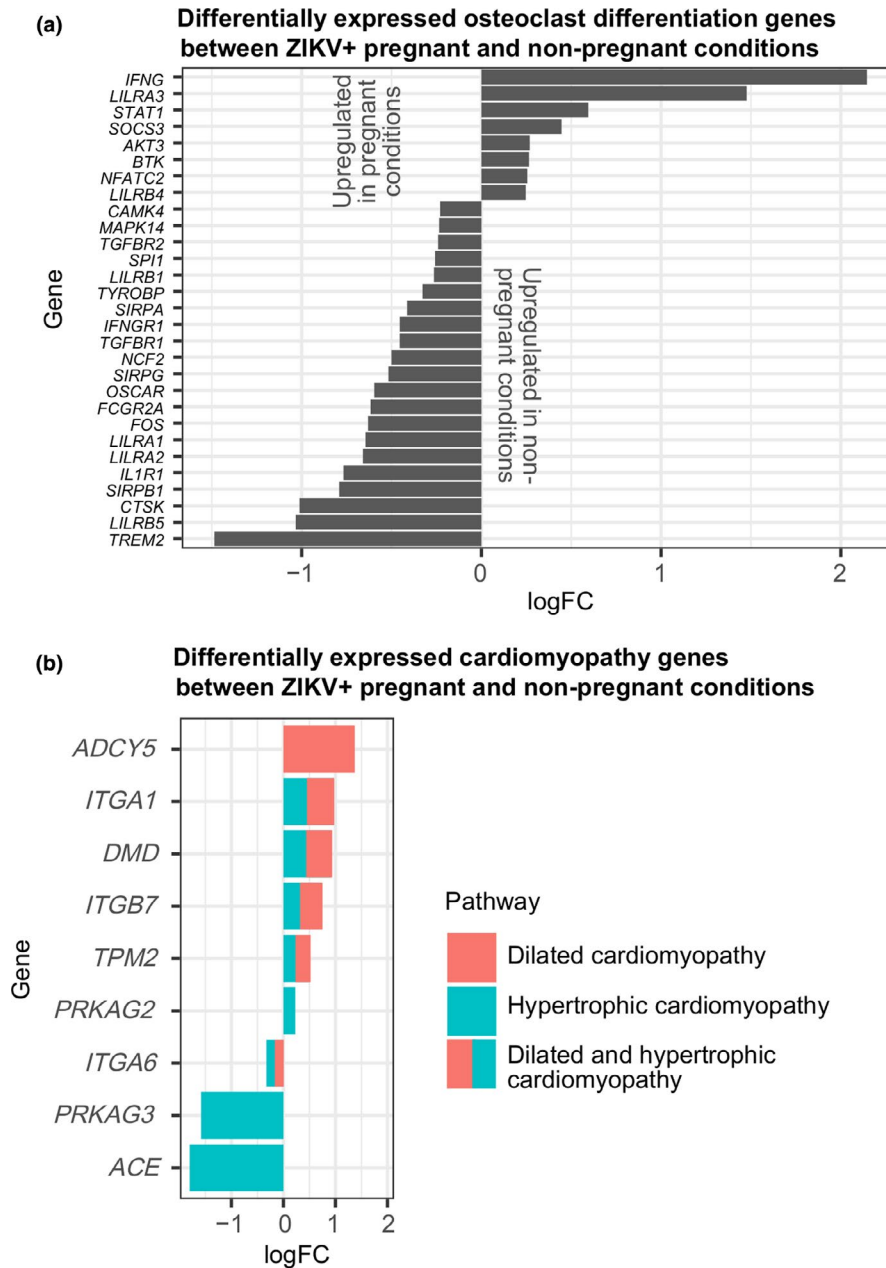 (a)
Differentially expressed osteoclast differentiation genes
between ZIKV+ pregnant and non-pregnant conditions
Gene
IFNG
LILRA3
STAT1
SOCS3
AKT3
BTK
NFATC2
LILRB4
CAMK4
MAPK14
TGFBR2
SPI1
LILRB1
TYROBP
SIRPA
IFNGR1
TGFBR1
NCF2
SIRPG
OSCAR
FCGR2A
FOS
LILRA1
LILRA2
IL1R1
SIRPB1
CTSK
LILRB5
TREM2
Upregulated
in pregnant
conditions
Upregulated in non-
pregnant conditions
−1 0 1 2
logFC
(b)
Differentially expressed cardiomyopathy genes
between ZIKV+ pregnant and non-pregnant conditions
Gene
ADCY5
ITGA1
DMD
ITGB7
TPM2
PRKAG2
ITGA6
PRKAG3
ACE
−1 0 1 2
logFC
Pathway
Dilated cardiomyopathy
Hypertrophic cardiomyopathy
Dilated and hypertrophic
cardiomyopathy